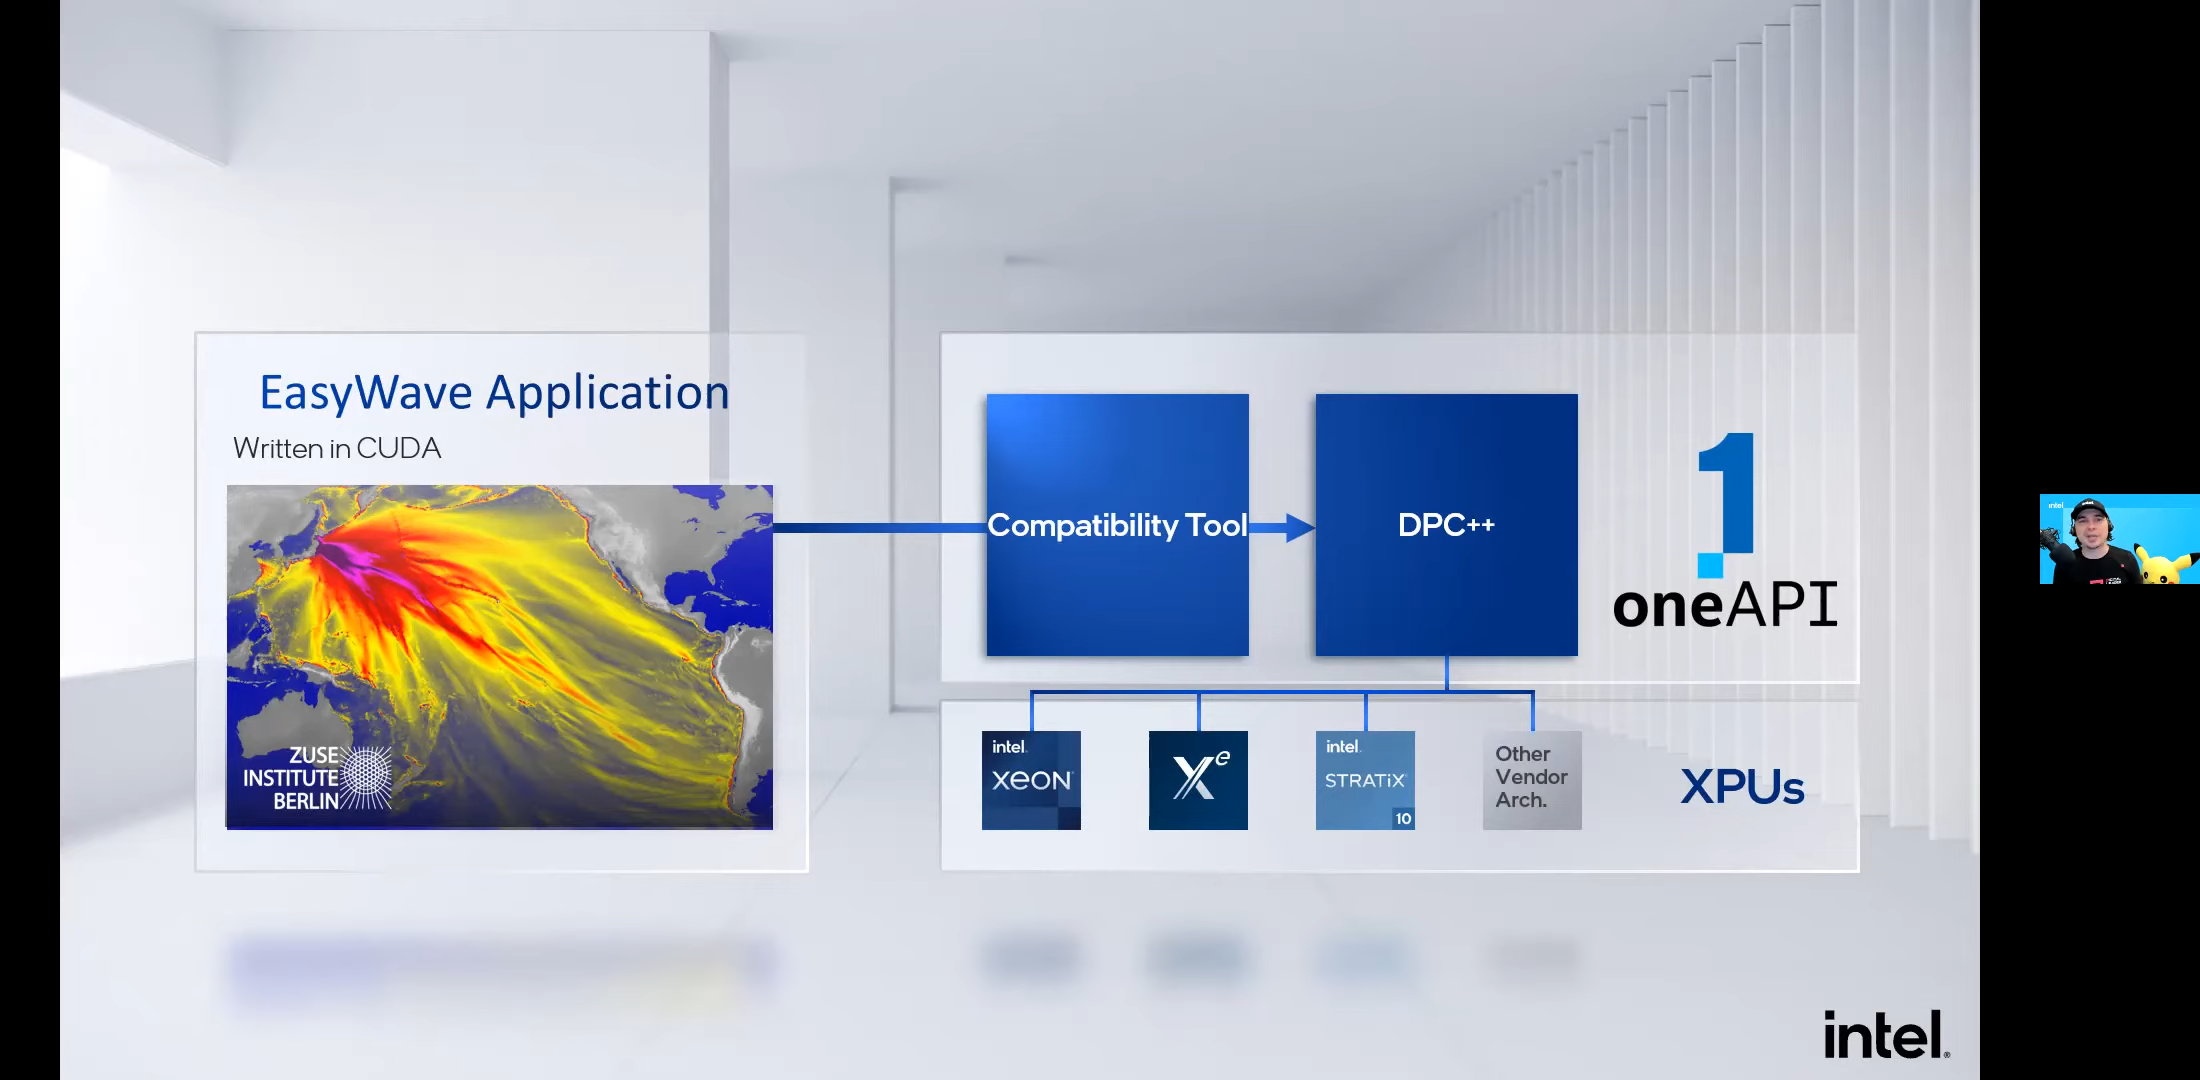 EasyWave Application
Written in CUDA
ZUSE
INSTITUTE
BERLIN
Compatibility Tool
DPC++
1
oneAPI
intel.
XEON
Xe
intel.
STRATIX
10
Other
Vendor
Arch.
XPUs
intel
intel.